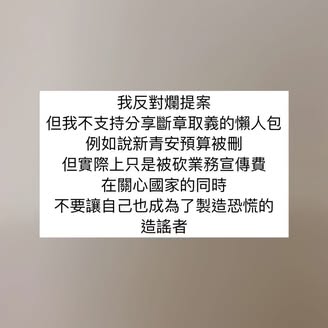 我反對爛提案
但我不支持分享斷章取義的懶人包
例如說新青安預算被刪
但實際上只是被砍業務宣傳費
在關心國家的同時
不要讓自己也成為了製造恐慌的
造謠者